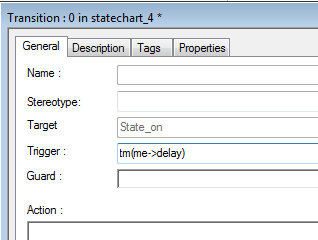 Transition : 0 in statechart_4 *
General Description Tags Properties
Name :
Stereotype:
Target State_on
Trigger : tm(me->delay)
Guard :
Action :